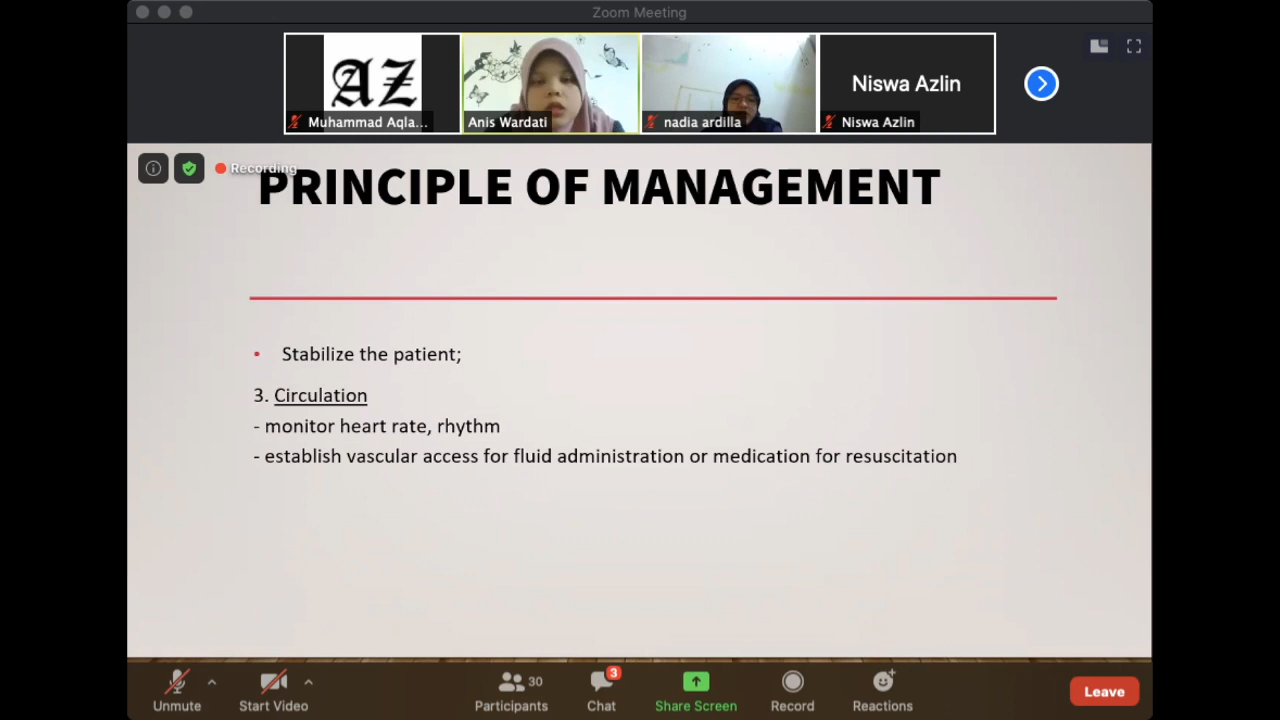 Zoom Meeting
AZ
Muhammad Aqla...
Anis Wardati
nadia ardilla
Niswa Azlin
Niswa Azlin
Recording
PRINCIPLE OF MANAGEMENT
• Stabilize the patient;
3. Circulation
- monitor heart rate, rhythm
- establish vascular access for fluid administration or medication for resuscitation
30
3
Unmute
Start Video
Participants
Chat
Share Screen
Record
Reactions
Leave